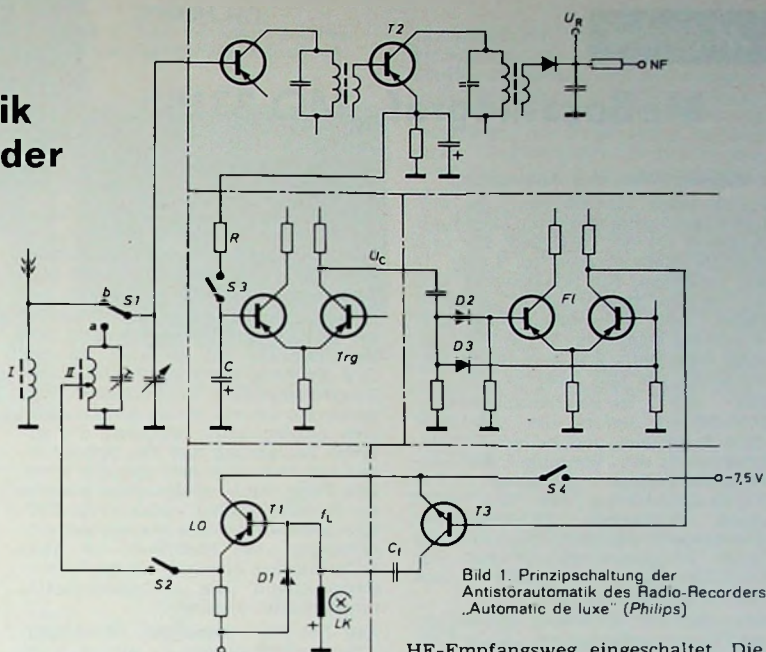 ik
der
T2
U_R
NF
R
S3
U_C
D2
Fl
D3
Trg
C
+
+
b
S1
a
I
II
S4
-7,5 V
T1
f_L
T3
LO
C_f
S2
D1
LK
+
Bild 1. Prinzipschaltung der
Antistörautomatik des Radio-Recorders
„Automatic de luxe" (Philips)
HF-Empfangsweg eingeschaltet. Die